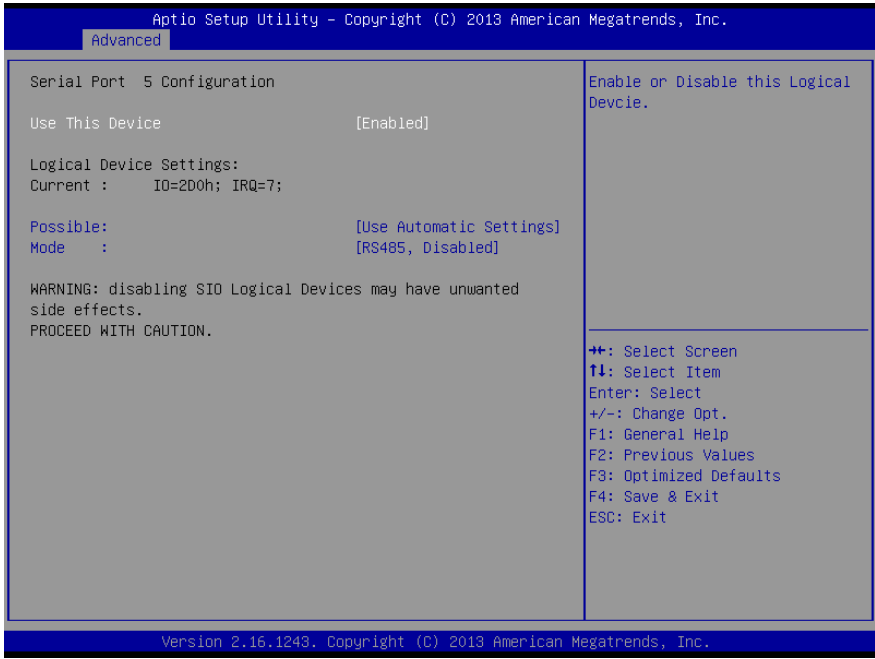 Aptio Setup Utility – Copyright (C) 2013 American Megatrends, Inc.
Advanced
Serial Port  5 Configuration
Use This Device [Enabled]
Logical Device Settings:
Current : IO=2D0h; IRQ=7;
Possible: [Use Automatic Settings]
Mode : [RS485, Disabled]
WARNING: disabling SIO Logical Devices may have unwanted
side effects.
PROCEED WITH CAUTION.
Enable or Disable this Logical
Devcie.
→←: Select Screen
↑↓: Select Item
Enter: Select
+/-: Change Opt.
F1: General Help
F2: Previous Values
F3: Optimized Defaults
F4: Save & Exit
ESC: Exit
Version 2.16.1243. Copyright (C) 2013 American Megatrends, Inc.